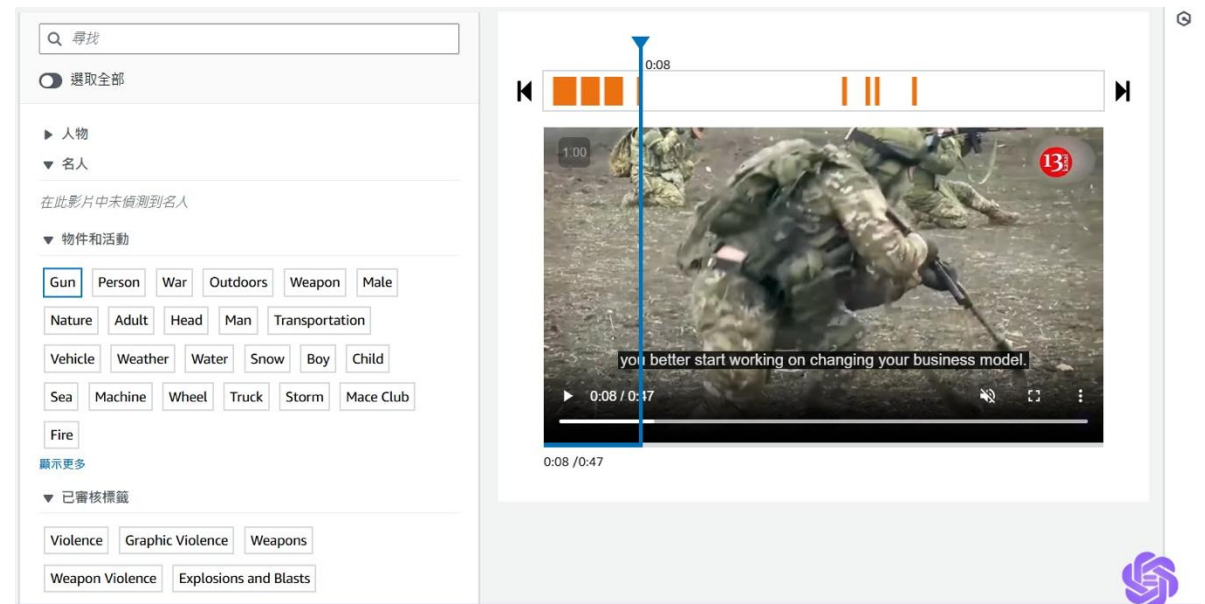 尋找
選取全部
人物
名人
在此影片中未偵測到名人
物件和活動
Gun Person War Outdoors Weapon Male
Nature Adult Head Man Transportation
Vehicle Weather Water Snow Boy Child
Sea Machine Wheel Truck Storm Mace Club
Fire
顯示更多
已審核標籤
Violence Graphic Violence Weapons
Weapon Violence Explosions and Blasts
0:08
1:00
13
you better start working on changing your business model.
0:08 / 0:47
0:08 /0:47